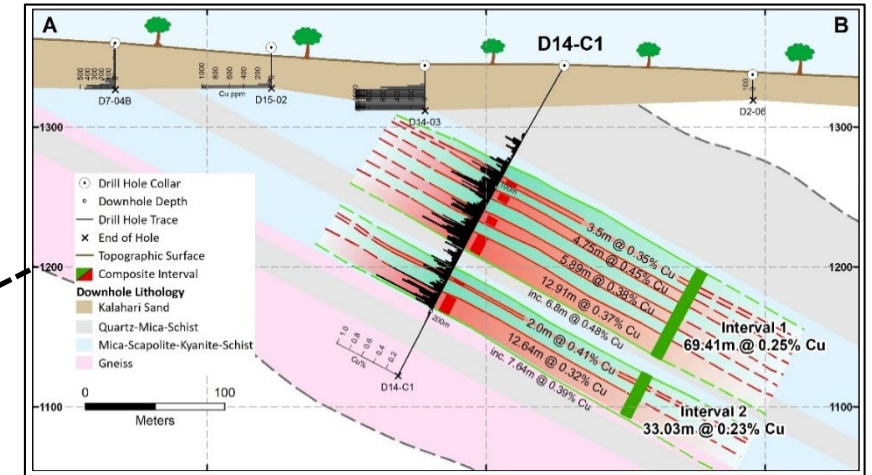 A
B
D14-C1
500
400
300
200
100
0
D7-04B
1000
800
600
400
200
Cu ppm
D15-02
D14-03
100
0
D2-06
1300
1300
1200
1200
1100
1100
Drill Hole Collar
Downhole Depth
Drill Hole Trace
End of Hole
Topographic Surface
Composite Interval
Downhole Lithology
Kalahari Sand
Quartz-Mica-Schist
Mica-Scapolite-Kyanite-Schist
Gneiss
0 100
Meters
100m
3.5m @ 0.35% Cu
4.75m @ 0.45% Cu
5.89m @ 0.38% Cu
12.91m @ 0.37% Cu
inc. 6.8m @ 0.48% Cu
Interval 1
69.41m @ 0.25% Cu
200m
2.0m @ 0.41% Cu
12.64m @ 0.32% Cu
inc. 7.64m @ 0.39% Cu
Interval 2
33.03m @ 0.23% Cu
1.0
0.8
0.6
0.4
0.2
Cu%
D14-C1